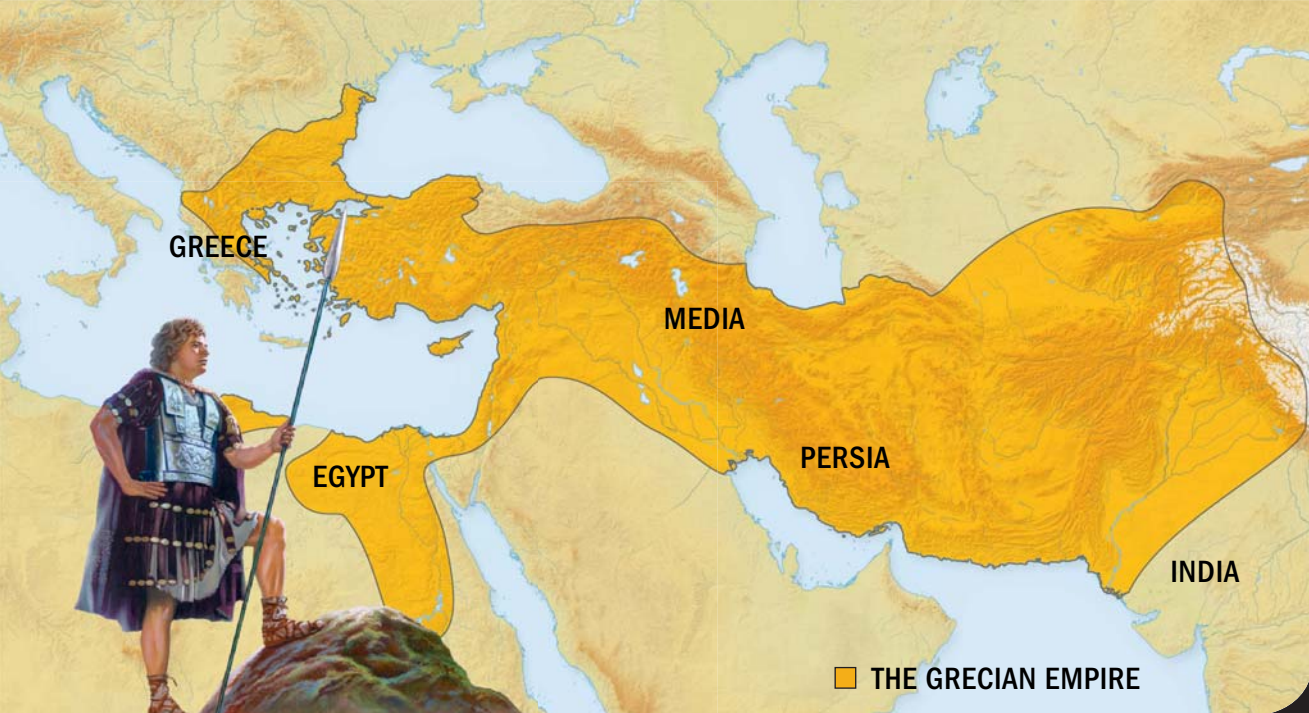 GREECE
MEDIA
PERSIA
EGYPT
INDIA
THE GRECIAN EMPIRE